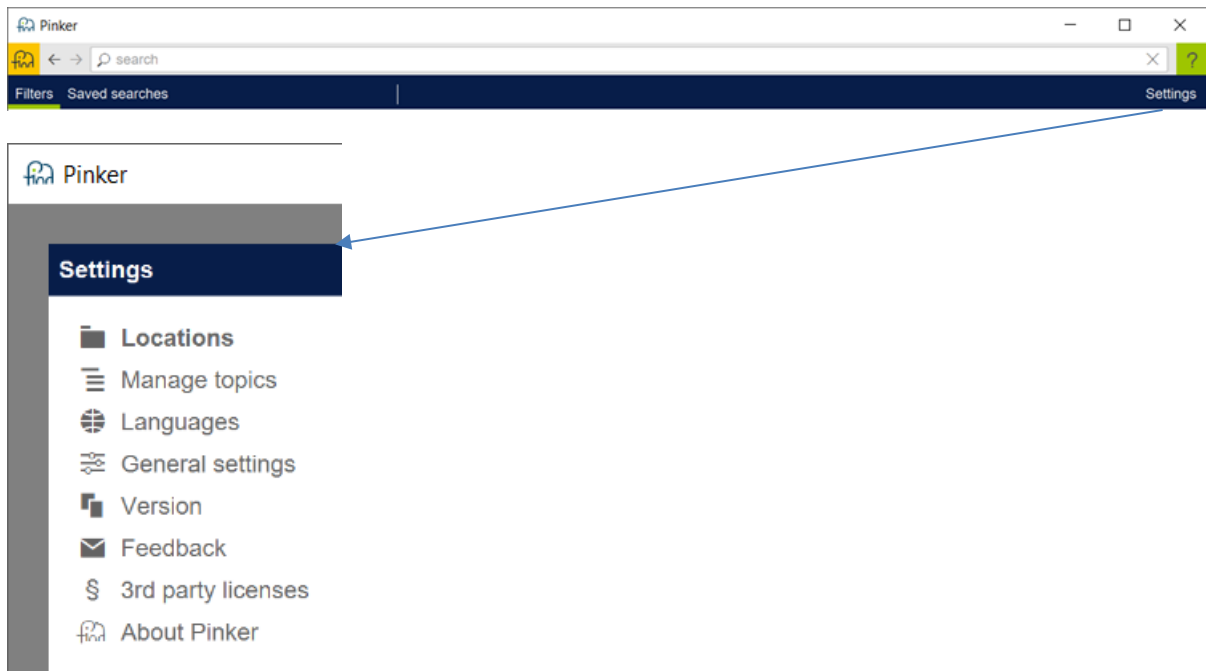 Pinker
search
?
Filters Saved searches Settings
Pinker
Settings
Locations
Manage topics
Languages
General settings
Version
Feedback
§ 3rd party licenses
About Pinker